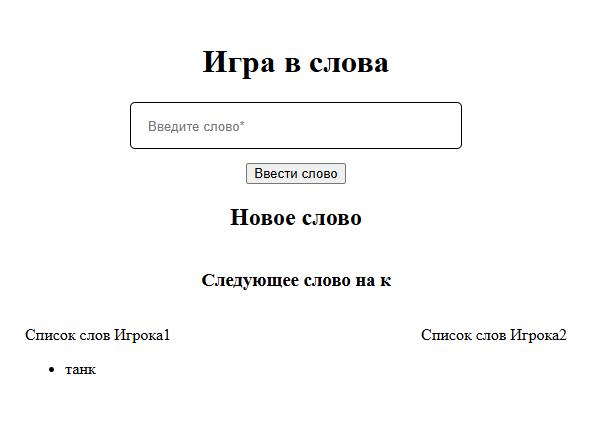 Игра в слова
Введите слово*
Ввести слово
Новое слово
Следующее слово на к
Список слов Игрока1
Список слов Игрока2
танк